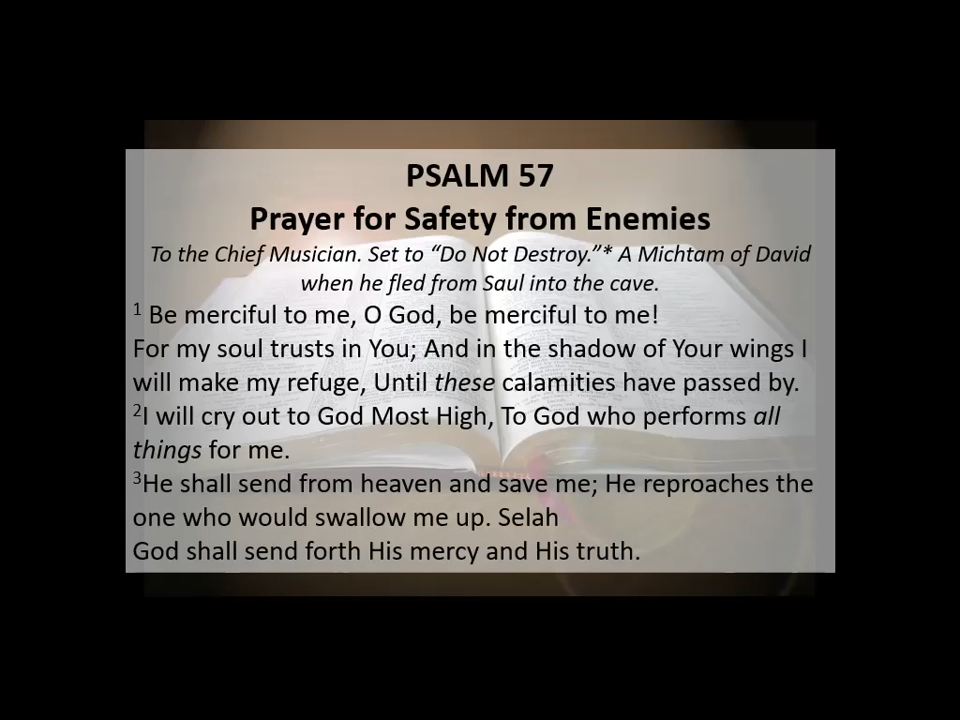 PSALM 57
Prayer for Safety from Enemies
To the Chief Musician. Set to “Do Not Destroy.”* A Michtam of David
when he fled from Saul into the cave.
1 Be merciful to me, O God, be merciful to me!
For my soul trusts in You; And in the shadow of Your wings I
will make my refuge, Until these calamities have passed by.
2I will cry out to God Most High, To God who performs all
things for me.
3He shall send from heaven and save me; He reproaches the
one who would swallow me up. Selah
God shall send forth His mercy and His truth.